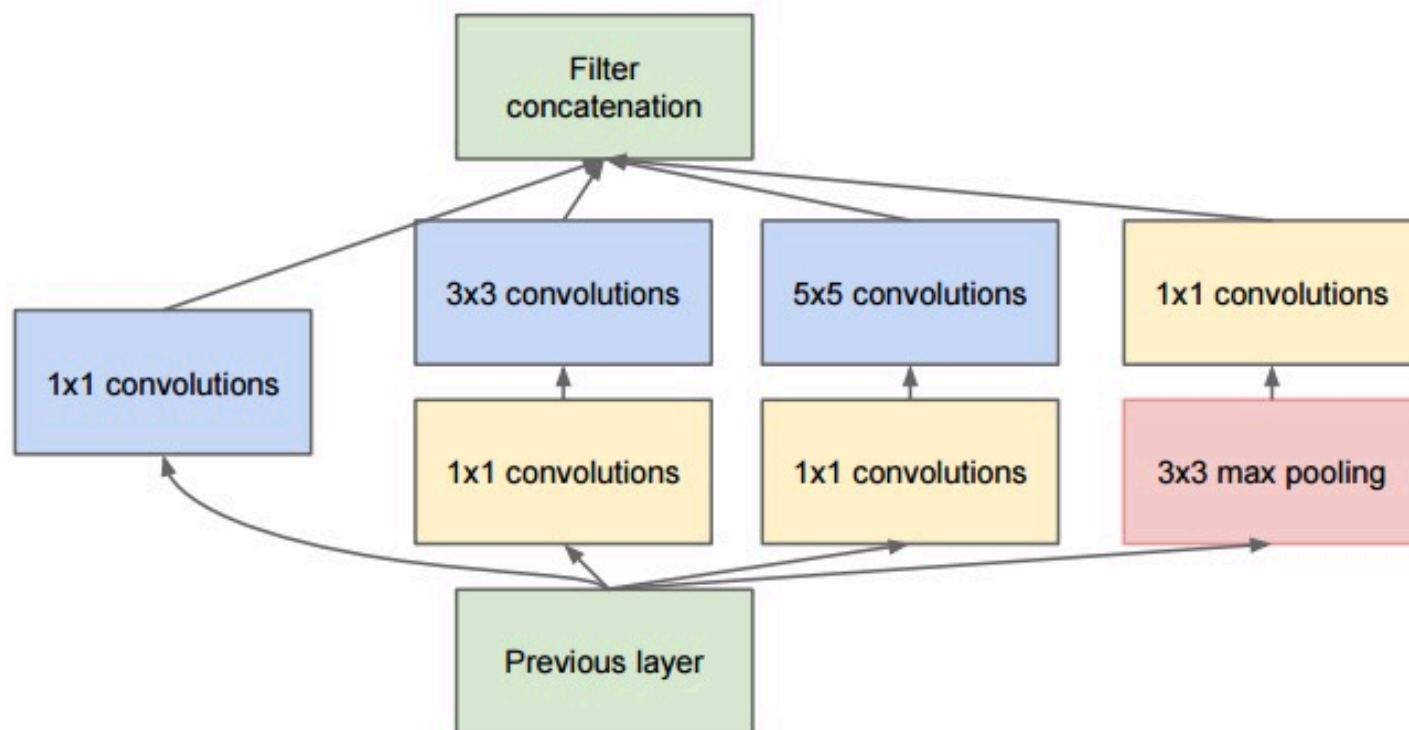 Filter
concatenation
3x3 convolutions
5x5 convolutions
1x1 convolutions
1x1 convolutions
1x1 convolutions
1x1 convolutions
3x3 max pooling
Previous layer